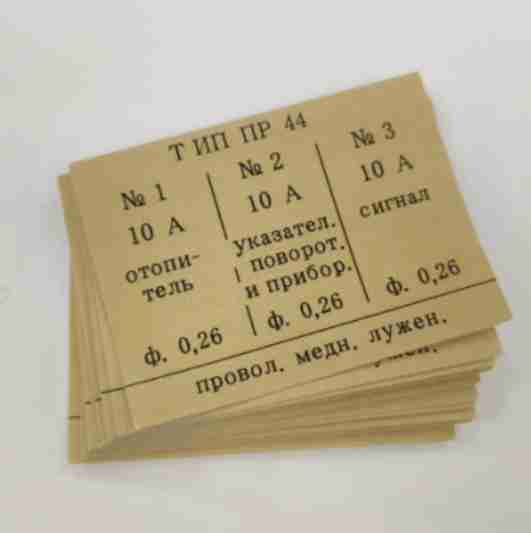 Т ИП ПР 44
№ 1
10 А
отопи-
тель
ф. 0,26
№ 2
10 А
указател.
поворот.
и прибор.
ф. 0,26
№ 3
10 А
сигнал
ф. 0,26
провол. медн. лужен.